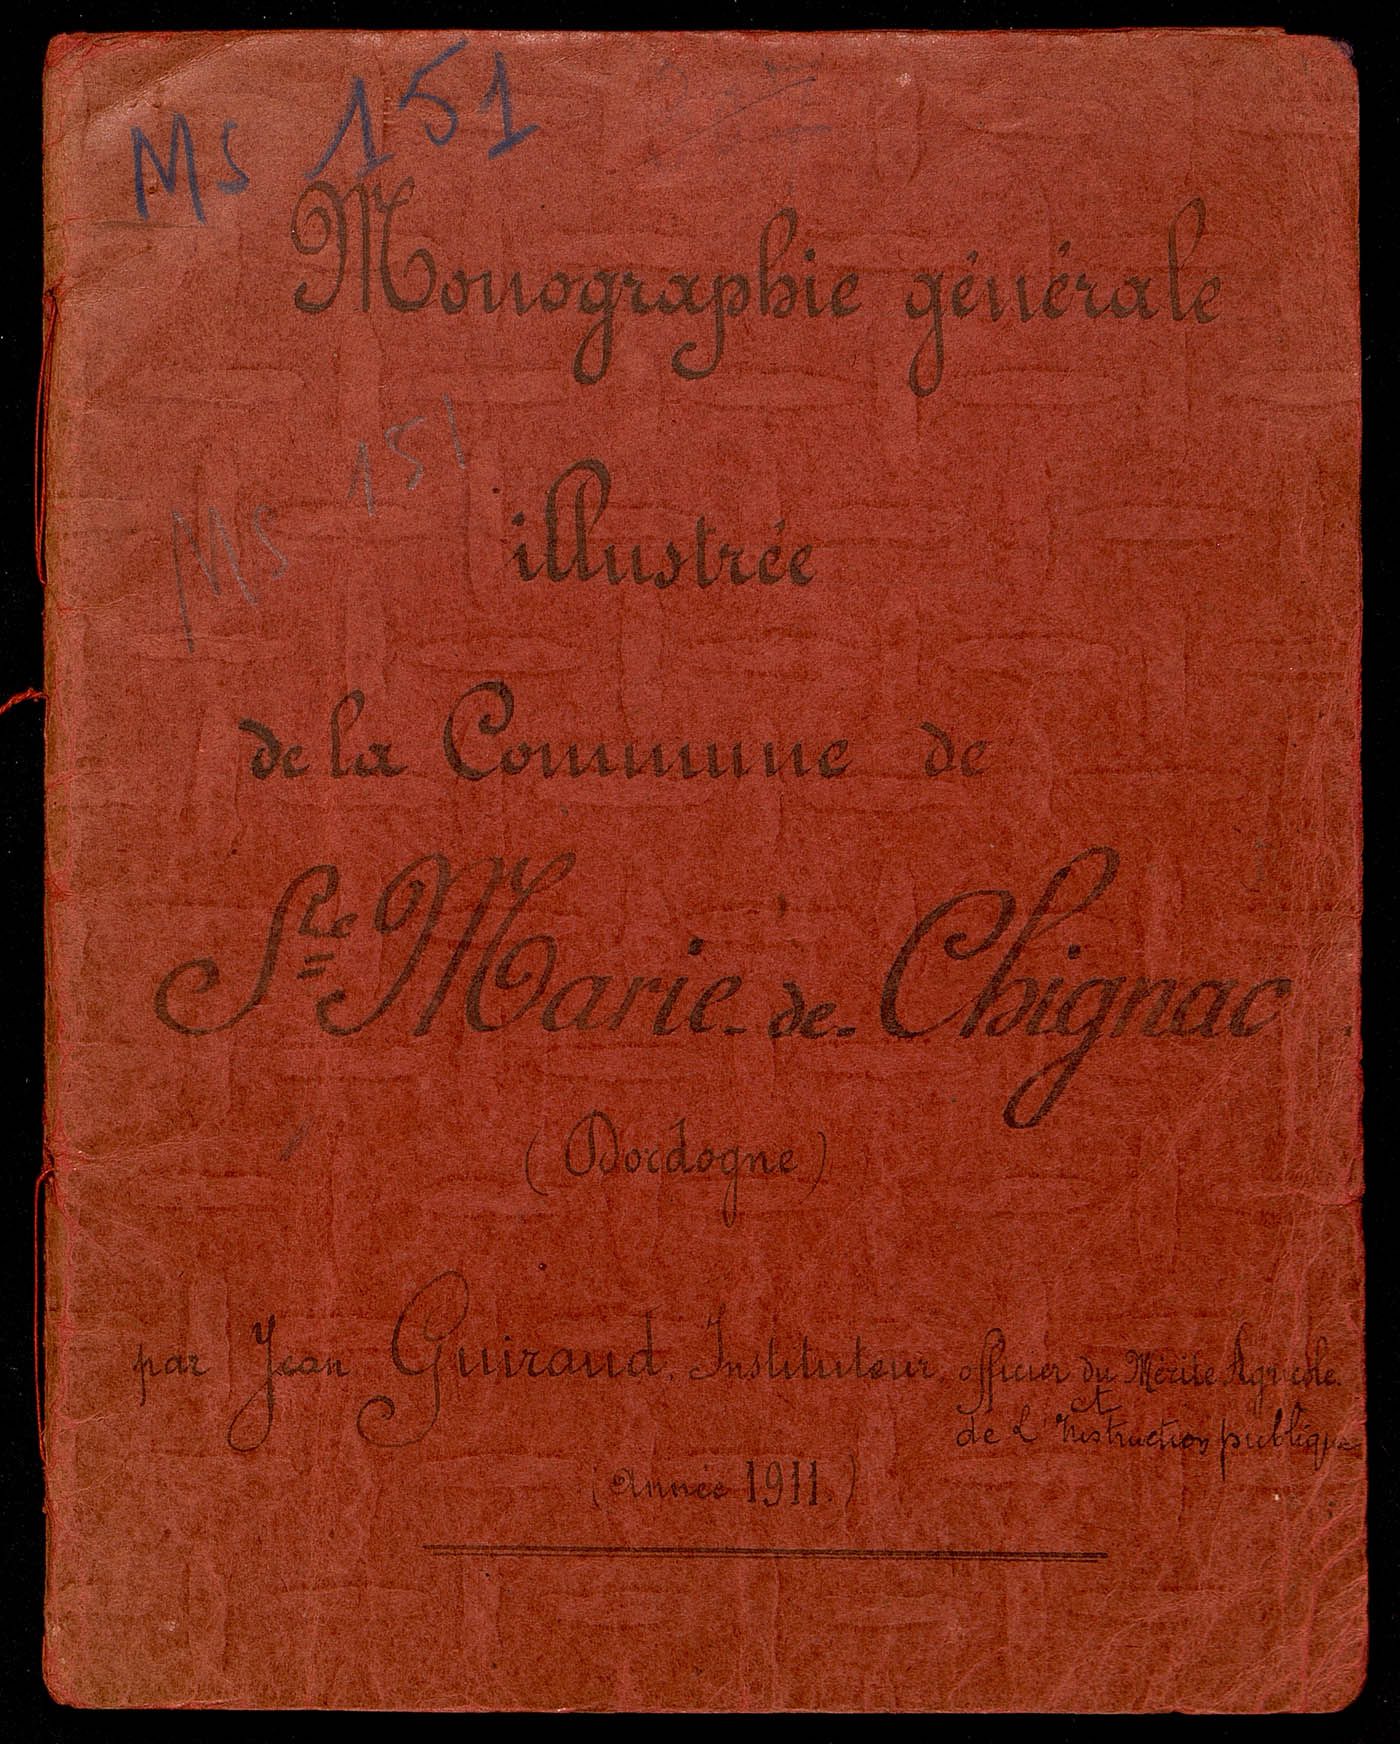 MS 151
Monographie générale
MS 151
illustrée
de la Commune de
Ste Marie-de-Chignac
(Dordogne)
par Jean Guiraud, Instituteur, officier du Mérite Agricole.
et
de L'Instruction publique
(Année 1911.)